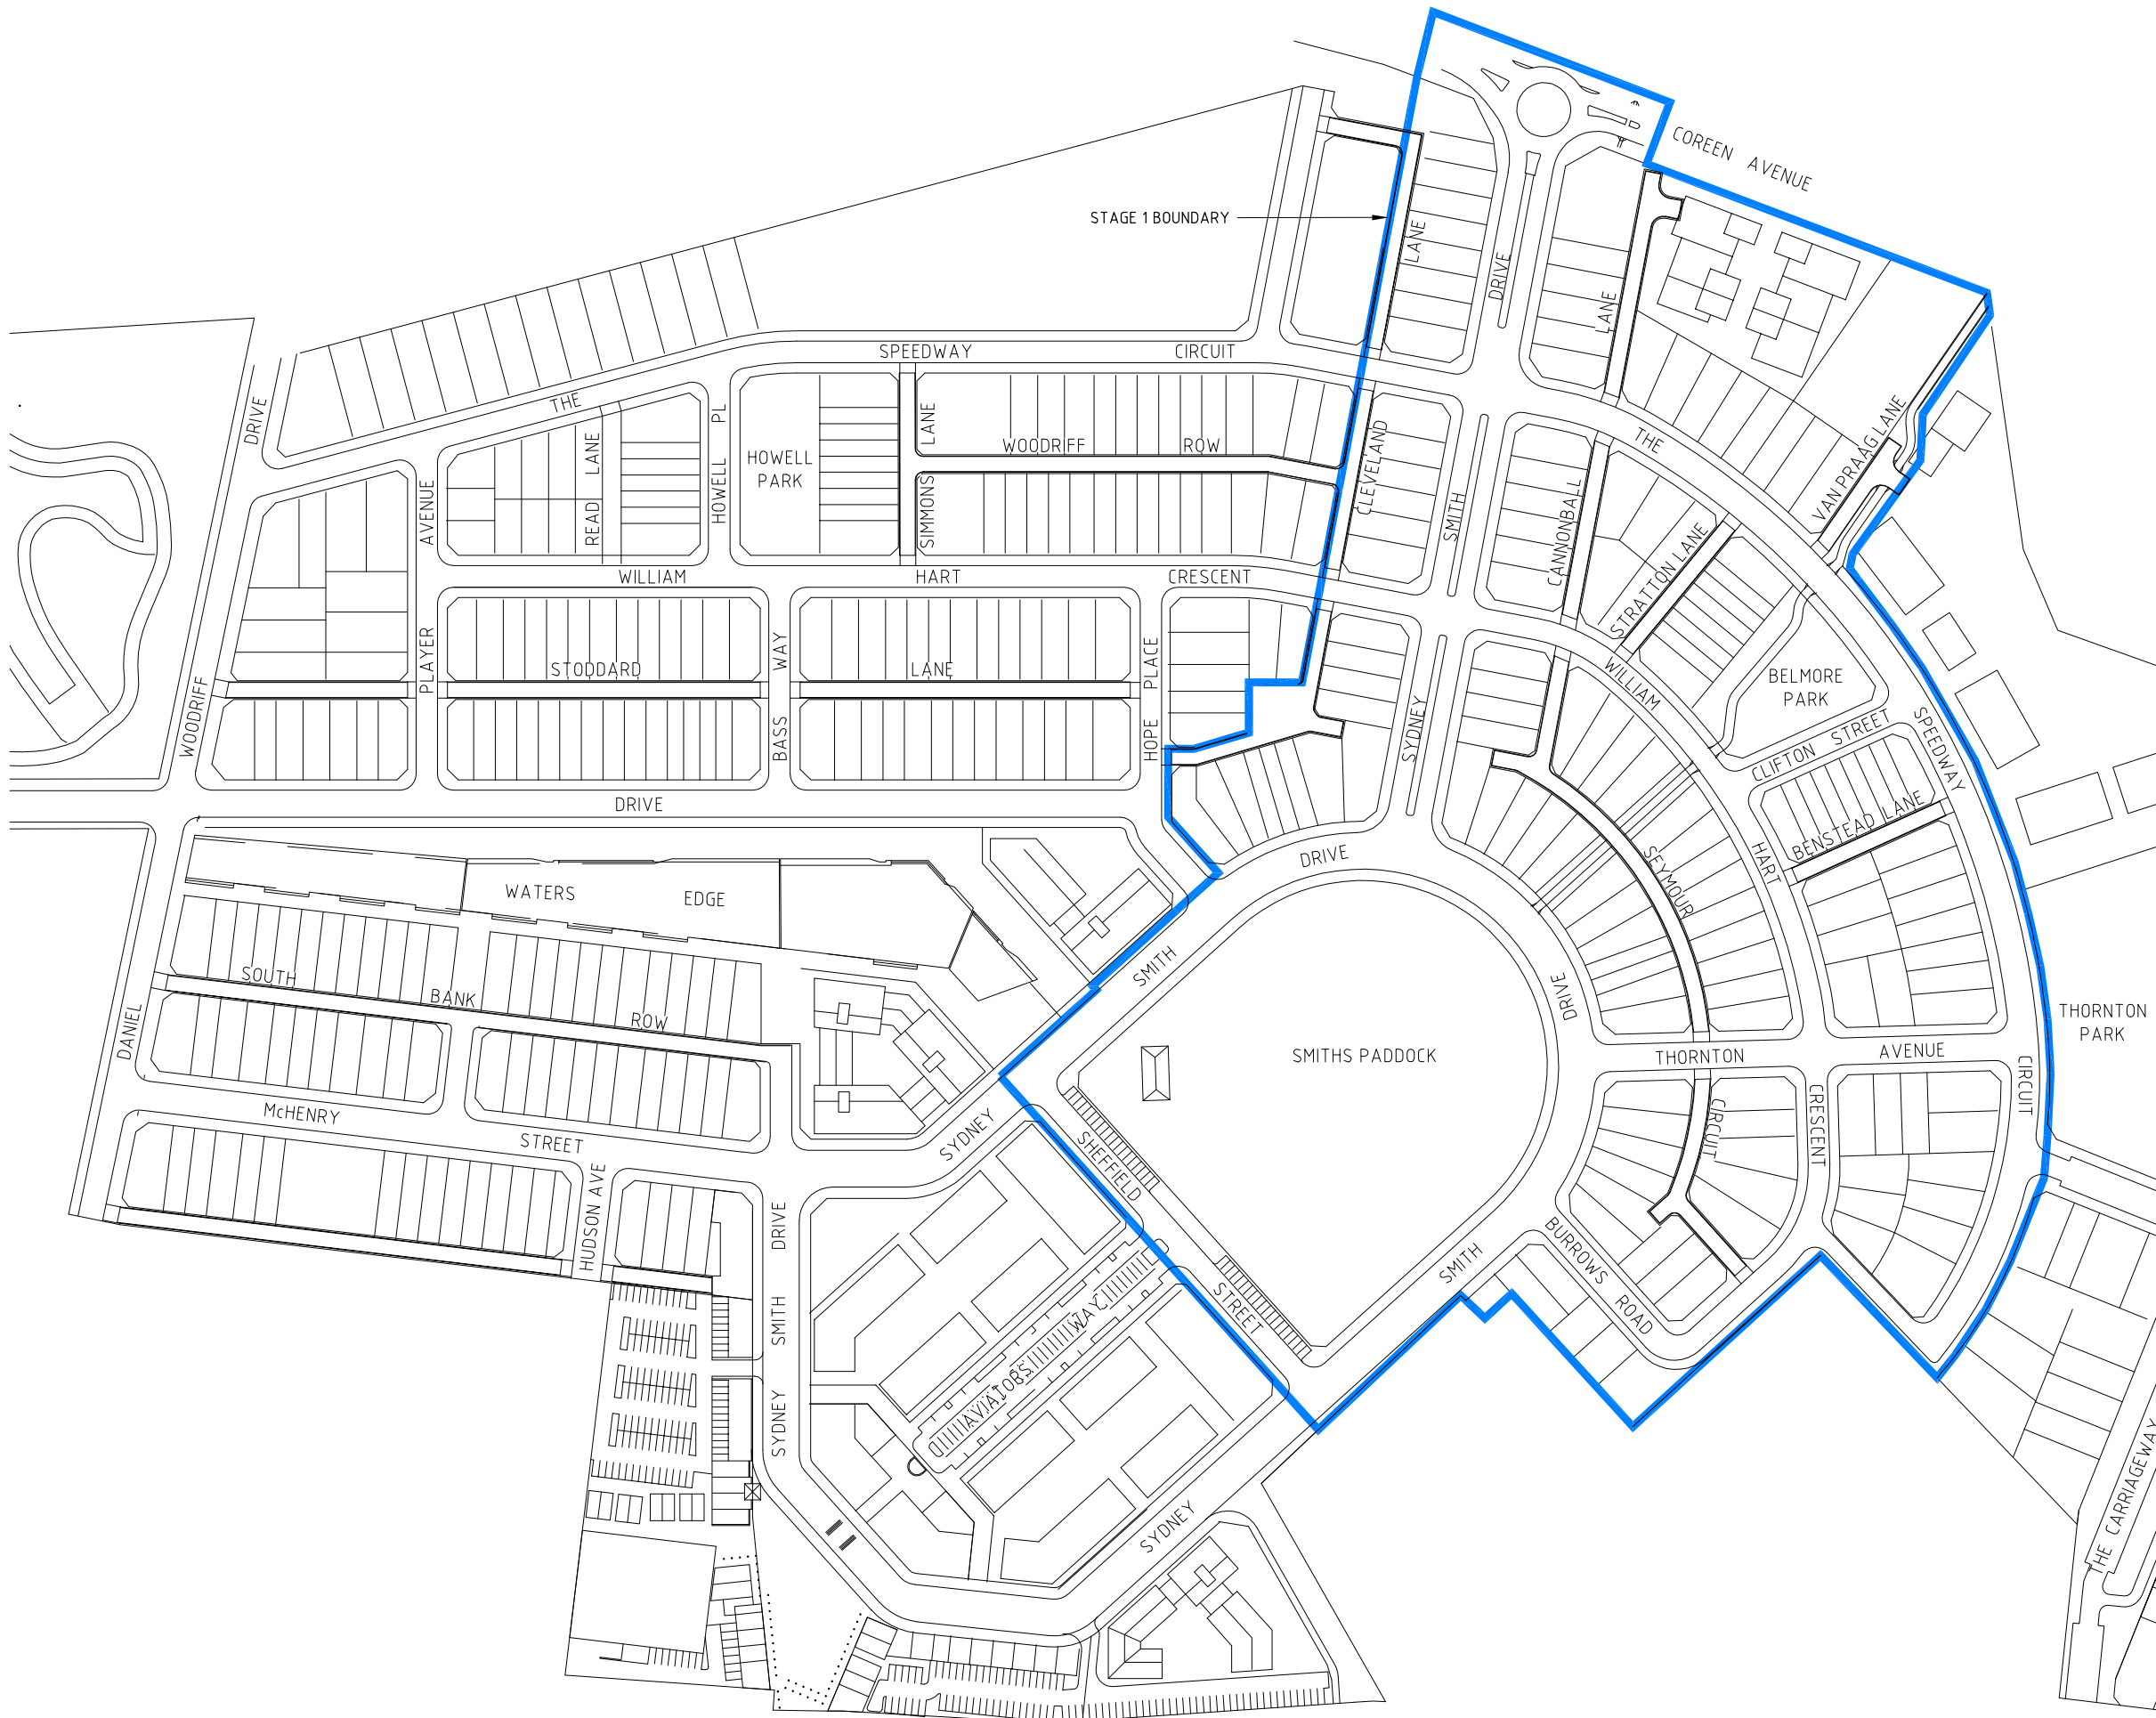 COREEN AVENUE
STAGE 1 BOUNDARY
LANE
DRIVE
LANE
SPEEDWAY CIRCUIT
THE
DRIVE
HOWELL PL
LANE
WOODRIFF ROW
HOWELL
PARK
SIMMONS
READ LANE
AVENUE
CLEVELAND
SMITH
CANNONBALL
THE
VAN PRAAG LANE
STRATTON LANE
WILLIAM HART CRESCENT
WILLIAM
BELMORE
PARK
PLAYER
STODDARD LANE
BASS WAY
HOPE PLACE
WOODRIFF
SYDNEY
CLIFTON STREET
SPEEDWAY
BENSTEAD LANE
HART
SEYMOUR
DRIVE
DRIVE
WATERS EDGE
SMITH
DRIVE
SOUTH BANK ROW
DANIEL
McHENRY STREET
HUDSON AVE
SMITHS PADDOCK
THORNTON AVENUE
THORNTON
PARK
CIRCUIT
CIRCUIT
CRESCENT
SYDNEY
SHEFFIELD
STREET
SMITH
BURROWS ROAD
SYDNEY SMITH DRIVE
AVIATORS WAY
SYDNEY
THE CARRIAGEWAY